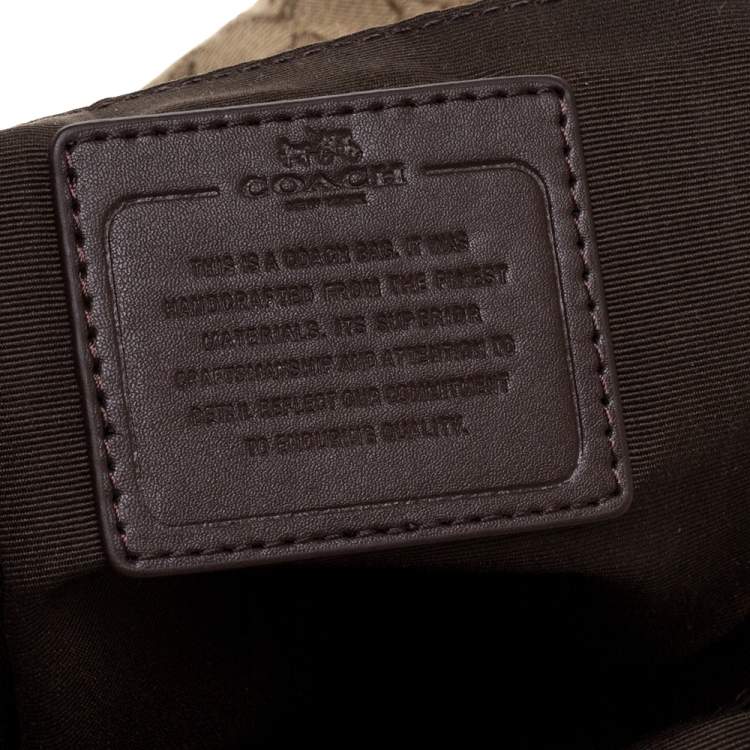 COACH
NEW YORK
THIS IS A COACH BAG. IT WAS
HANDCRAFTED FROM THE FINEST
MATERIALS. ITS SUPERIOR
CRAFTSMANSHIP AND ATTENTION TO
DETAIL REFLECT OUR COMMITMENT
TO ENDURING QUALITY.